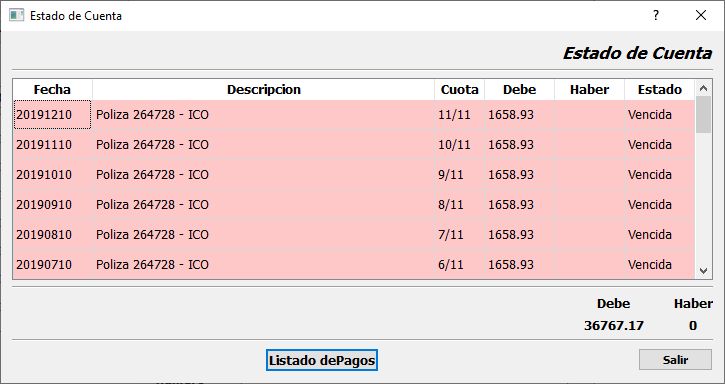 Estado de Cuenta
?
Estado de Cuenta
Fecha Descripcion Cuota Debe Haber Estado
20191210 Poliza 264728 - ICO 11/11 1658.93 Vencida
20191110 Poliza 264728 - ICO 10/11 1658.93 Vencida
20191010 Poliza 264728 - ICO 9/11 1658.93 Vencida
20190910 Poliza 264728 - ICO 8/11 1658.93 Vencida
20190810 Poliza 264728 - ICO 7/11 1658.93 Vencida
20190710 Poliza 264728 - ICO 6/11 1658.93 Vencida
Debe Haber
36767.17 0
Listado dePagos Salir